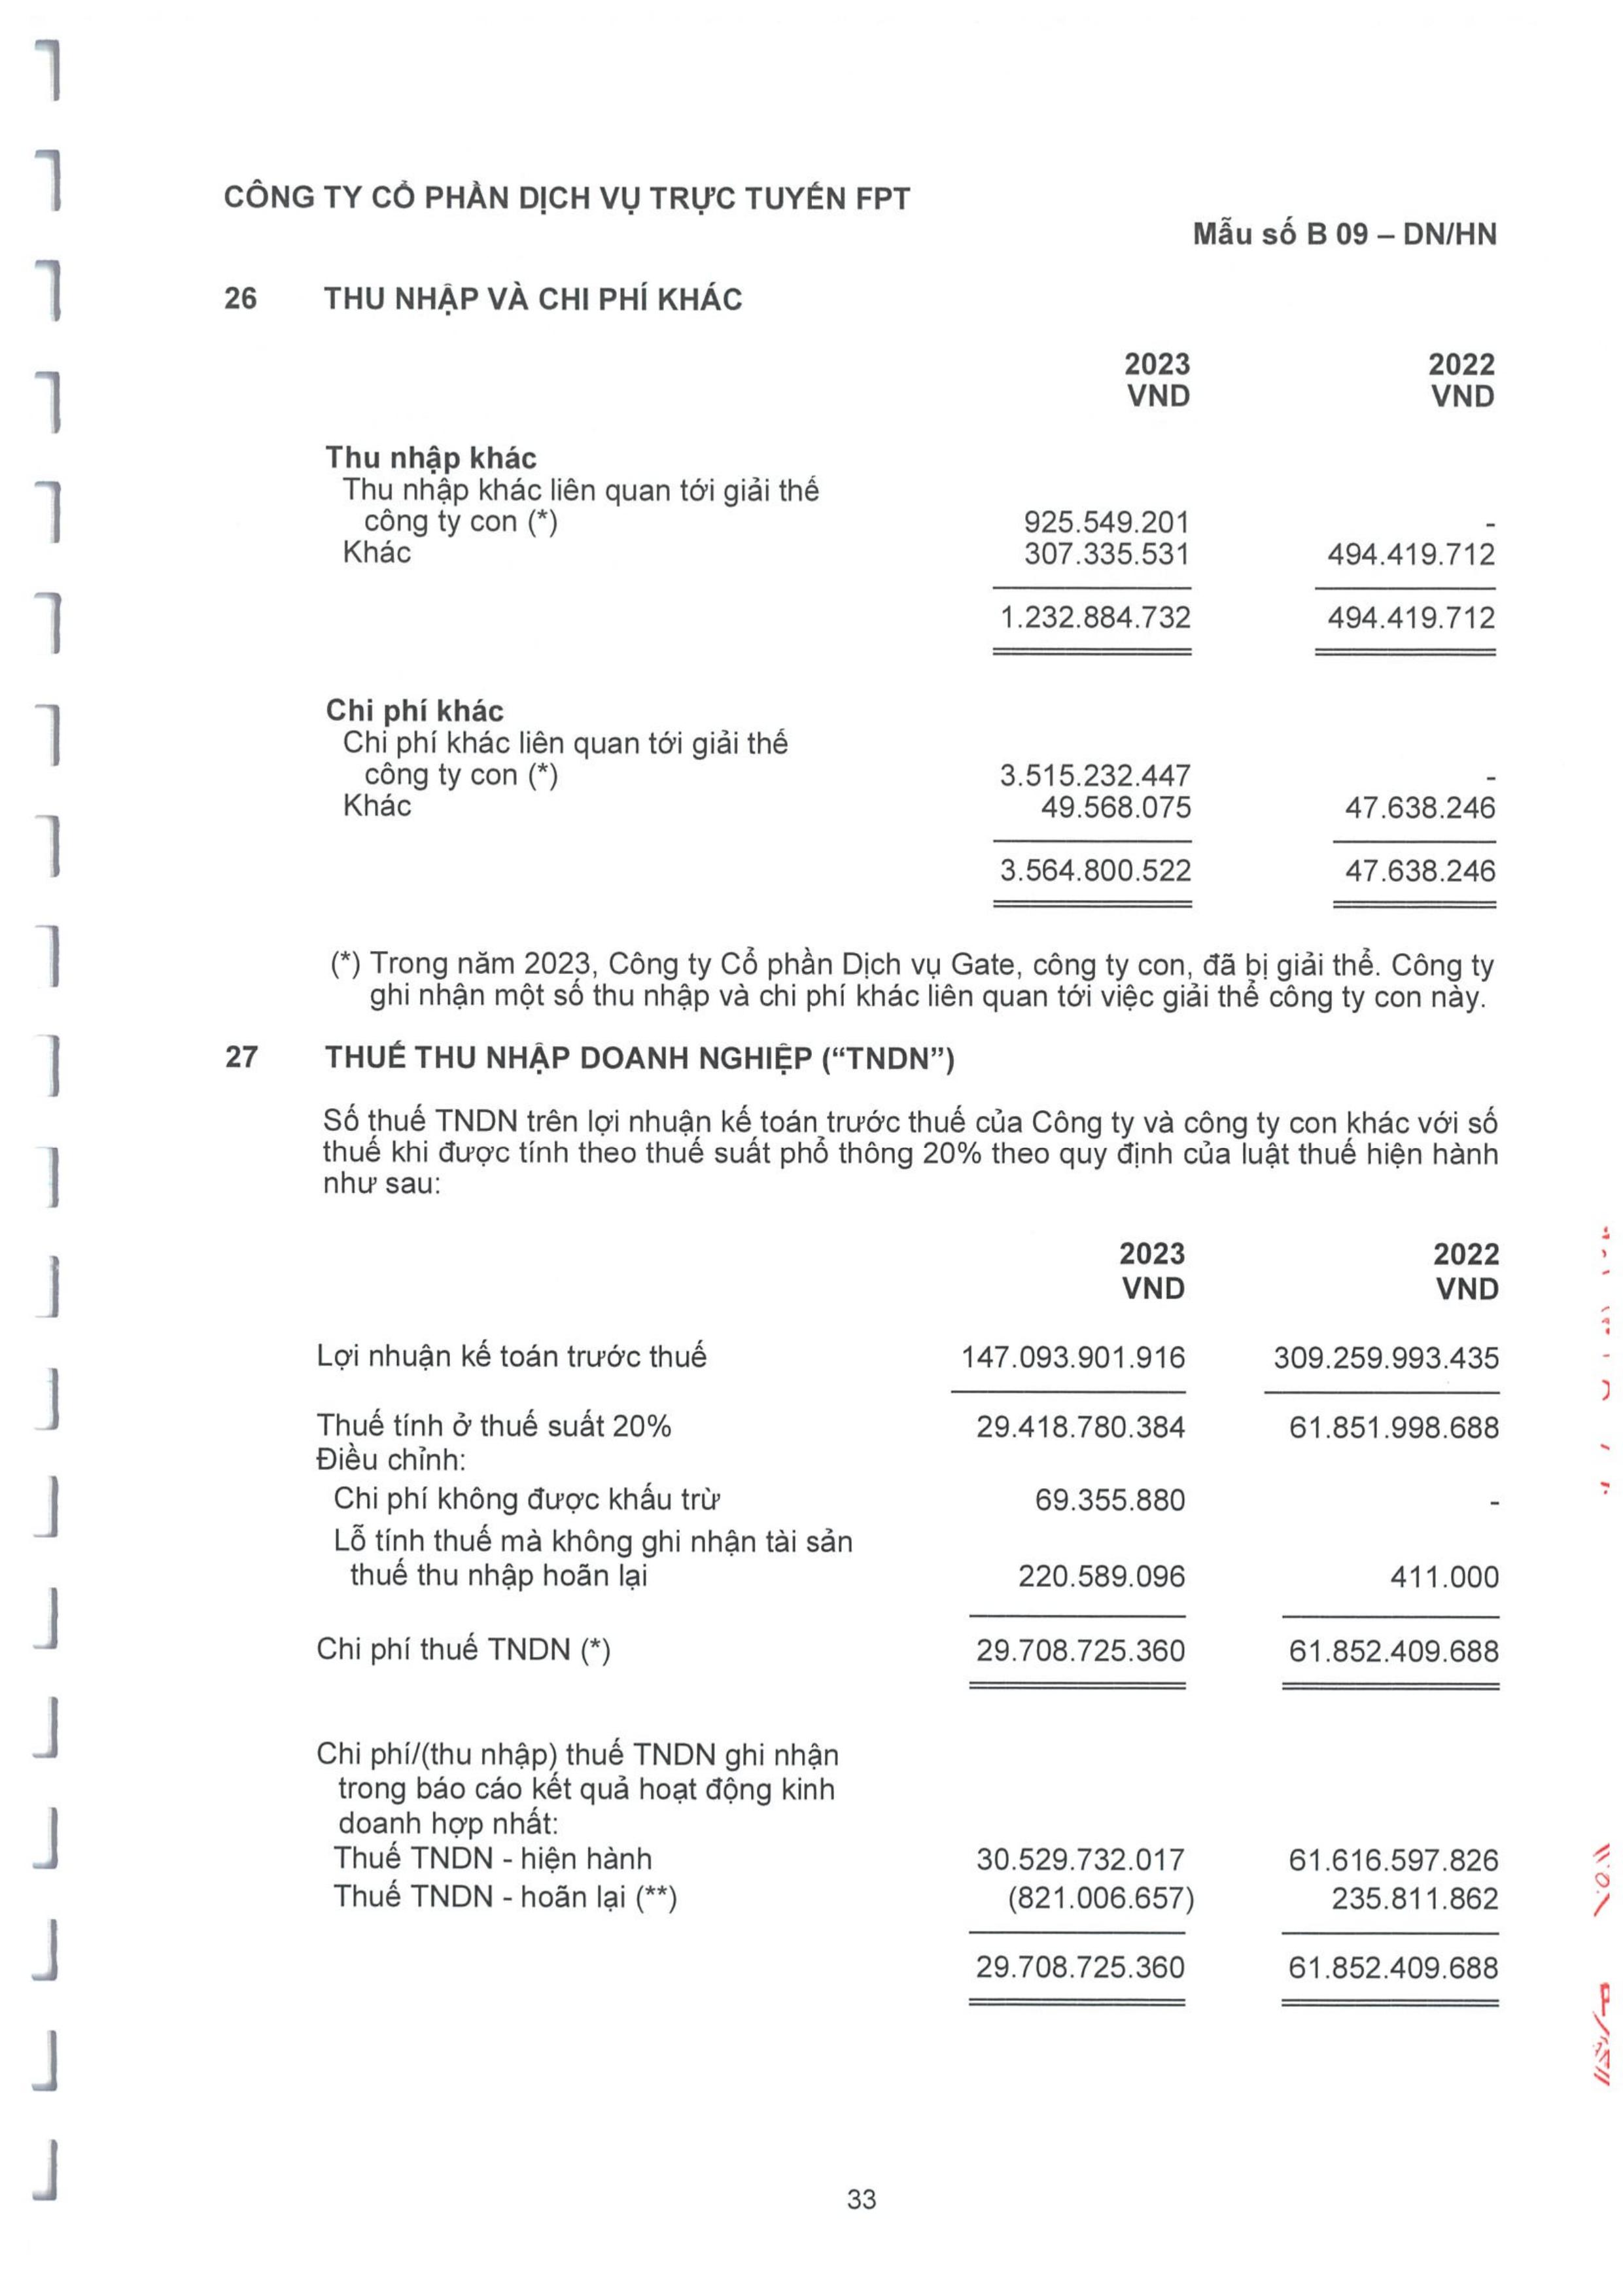 CÔNG TY CỔ PHẦN DỊCH VỤ TRỰC TUYẾN FPT
Mẫu số B 09 – DN/HN
26 THU NHẬP VÀ CHI PHÍ KHÁC
2023 2022
VND VND
Thu nhập khác
Thu nhập khác liên quan tới giải thể
công ty con (*) 925.549.201 -
Khác 307.335.531 494.419.712
1.232.884.732 494.419.712
Chi phí khác
Chi phí khác liên quan tới giải thể
công ty con (*) 3.515.232.447 -
Khác 49.568.075 47.638.246
3.564.800.522 47.638.246
(*) Trong năm 2023, Công ty Cổ phần Dịch vụ Gate, công ty con, đã bị giải thể. Công ty
ghi nhận một số thu nhập và chi phí khác liên quan tới việc giải thể công ty con này.
27 THUẾ THU NHẬP DOANH NGHIỆP (“TNDN”)
Số thuế TNDN trên lợi nhuận kế toán trước thuế của Công ty và công ty con khác với số
thuế khi được tính theo thuế suất phổ thông 20% theo quy định của luật thuế hiện hành
như sau:
2023 2022
VND VND
Lợi nhuận kế toán trước thuế 147.093.901.916 309.259.993.435
Thuế tính ở thuế suất 20% 29.418.780.384 61.851.998.688
Điều chỉnh:
Chi phí không được khấu trừ 69.355.880 -
Lỗ tính thuế mà không ghi nhận tài sản
thuế thu nhập hoãn lại 220.589.096 411.000
Chi phí thuế TNDN (*) 29.708.725.360 61.852.409.688
Chi phí/(thu nhập) thuế TNDN ghi nhận
trong báo cáo kết quả hoạt động kinh
doanh hợp nhất:
Thuế TNDN - hiện hành 30.529.732.017 61.616.597.826
Thuế TNDN - hoãn lại (**) (821.006.657) 235.811.862
29.708.725.360 61.852.409.688
33